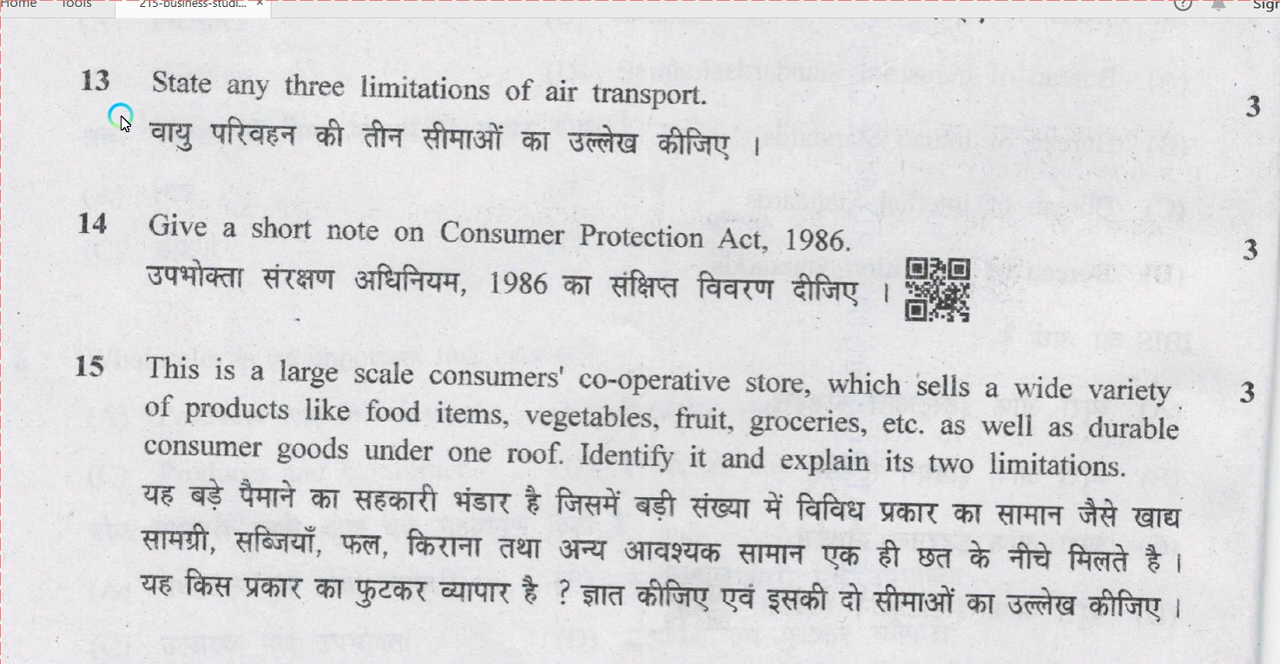 Home Tools 215-business-studi... ×
13 State any three limitations of air transport. 3
वायु परिवहन की तीन सीमाओं का उल्लेख कीजिए ।
14 Give a short note on Consumer Protection Act, 1986. 3
उपभोक्ता संरक्षण अधिनियम, 1986 का संक्षिप्त विवरण दीजिए ।
15 This is a large scale consumers' co-operative store, which sells a wide variety 3
of products like food items, vegetables, fruit, groceries, etc. as well as durable
consumer goods under one roof. Identify it and explain its two limitations.
यह बडे पैमाने का सहकारी भंडार है जिसमें बडी संख्या में विविध प्रकार का सामान जैसे खाद्य
सामग्री, सब्जियाँ, फल, किराना तथा अन्य आवश्यक सामान एक ही छत के नीचे मिलते है ।
यह किस प्रकार का फुटकर व्यापार है ? ज्ञात कीजिए एवं इसकी दो सीमाओं का उल्लेख कीजिए ।